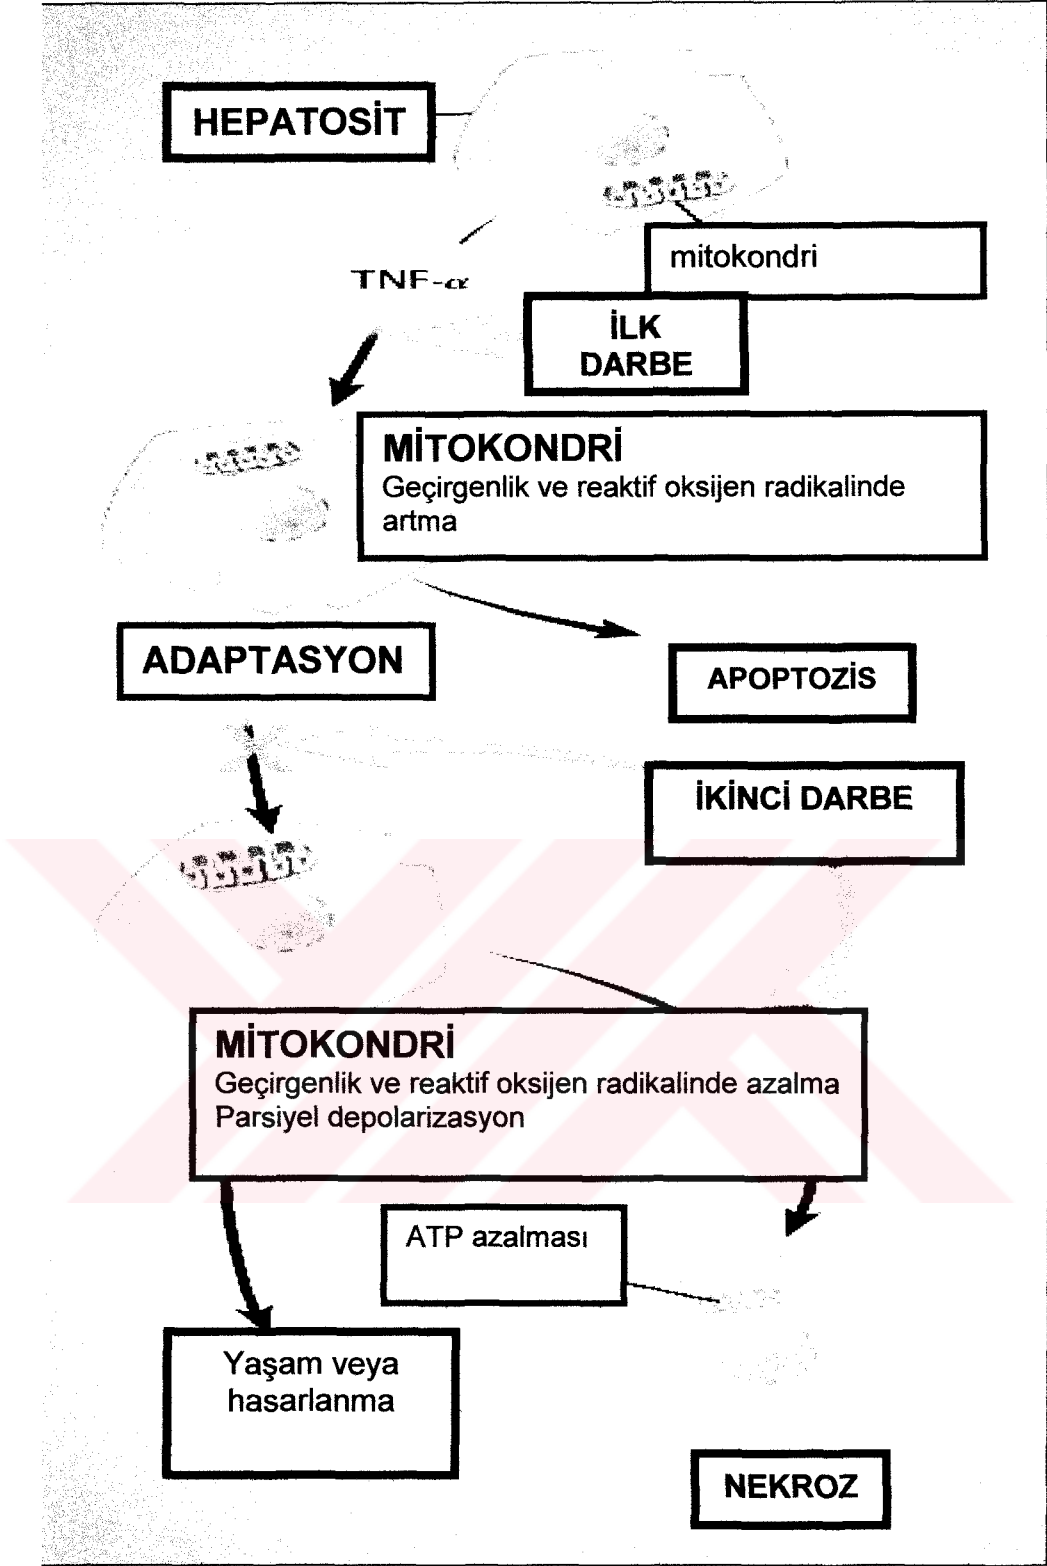 HEPATOSİT
mitokondri
TNF-α
İLK
DARBE
MİTOKONDRİ
Geçirgenlik ve reaktif oksijen radikalinde
artma
ADAPTASYON
APOPTOZİS
İKİNCİ DARBE
MİTOKONDRİ
Geçirgenlik ve reaktif oksijen radikalinde azalma
Parsiyel depolarizasyon
ATP azalması
Yaşam veya
hasarlanma
NEKROZ